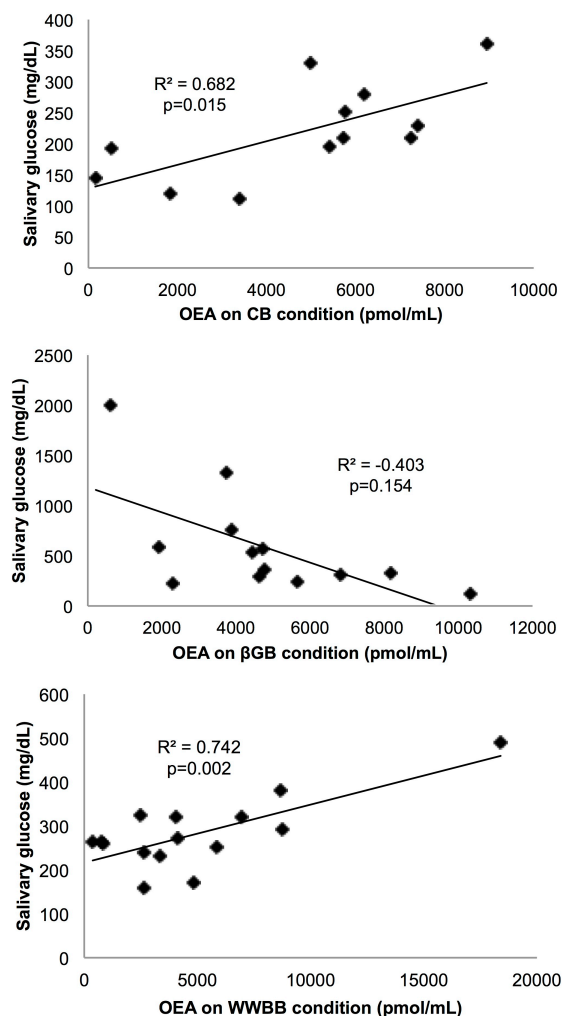 400
350
300
250
200
150
100
50
0
Salivary glucose (mg/dL)
R² = 0.682
p=0.015
0 2000 4000 6000 8000 10000
OEA on CB condition (pmol/mL)
2500
2000
1500
1000
500
0
Salivary glucose (mg/dL)
R² = -0.403
p=0.154
0 2000 4000 6000 8000 10000 12000
OEA on βGB condition (pmol/mL)
600
500
400
300
200
100
0
Salivary glucose (mg/dL)
R² = 0.742
p=0.002
0 5000 10000 15000 20000
OEA on WWBB condition (pmol/mL)